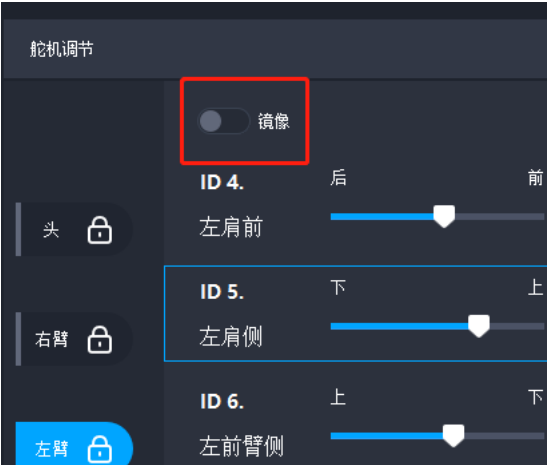 舵机调节
镜像
ID 4.
后 前
左肩前
头
ID 5.
下 上
左肩侧
右臂
ID 6.
上 下
左前臂侧
左臂